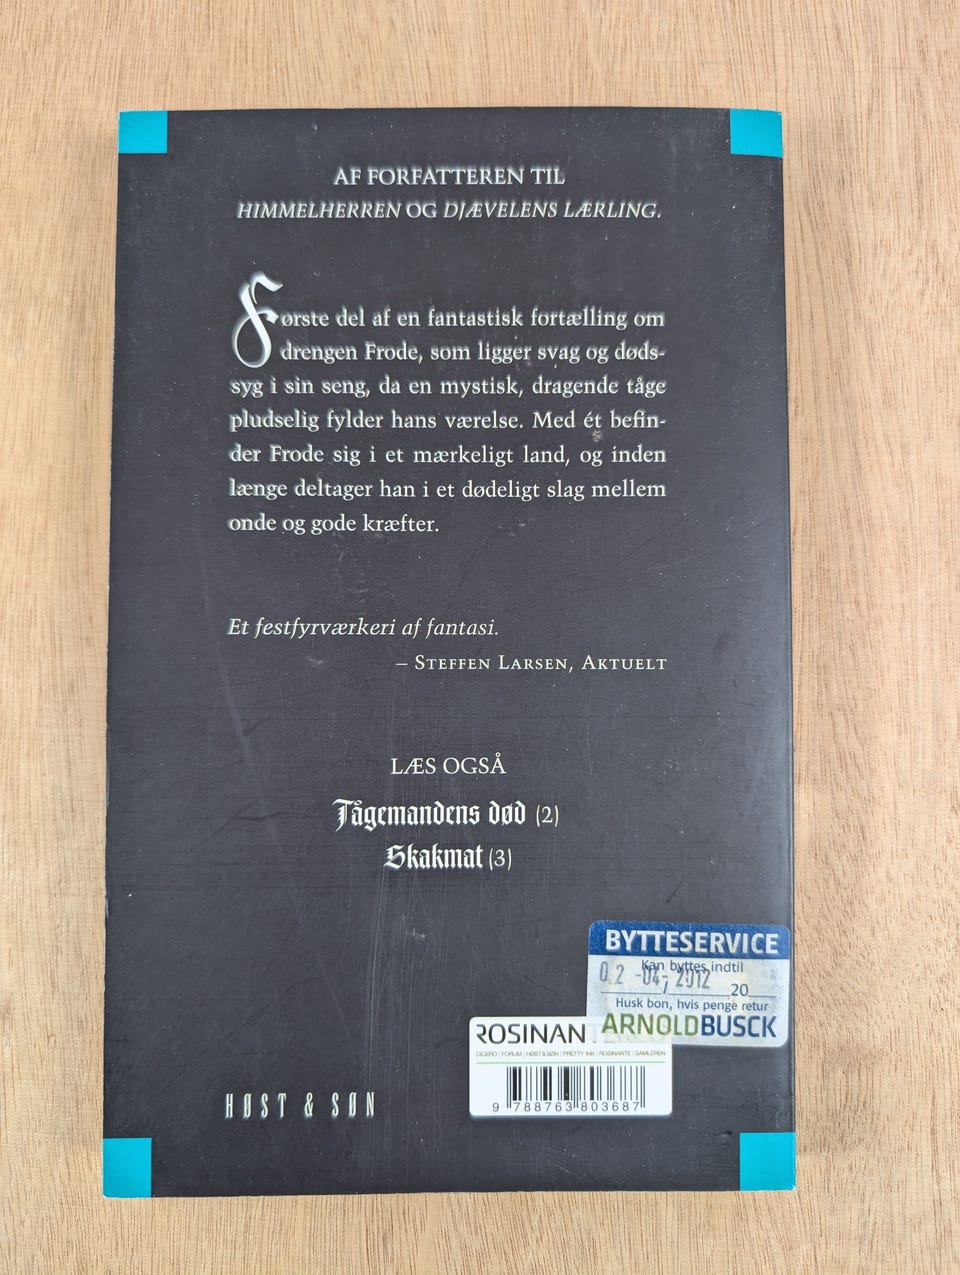 AF FORFATTEREN TIL
HIMMELHERREN OG DJÆVELENS LÆRLING.
Første del af en fantastisk fortælling om
drengen Frode, som ligger svag og døds-
syg i sin seng, da en mystisk, dragende tåge
pludselig fylder hans værelse. Med ét befin-
der Frode sig i et mærkeligt land, og inden
længe deltager han i et dødeligt slag mellem
onde og gode kræfter.
Et festfyrværkeri af fantasi.
– STEFFEN LARSEN, AKTUELT
LÆS OGSÅ
Tågemandens død (2)
Skakmat (3)
BYTTESERVICE
Kan byttes indtil
02 -04- 2012
/ 20
Husk bon, hvis penge retur
ARNOLDBUSCK
ROSINANTE
CICERO | FORUM | HØST&SØN | PRETTY INK | ROSINANTE | SAMLEREN
9 788763 803687
HØST & SØN